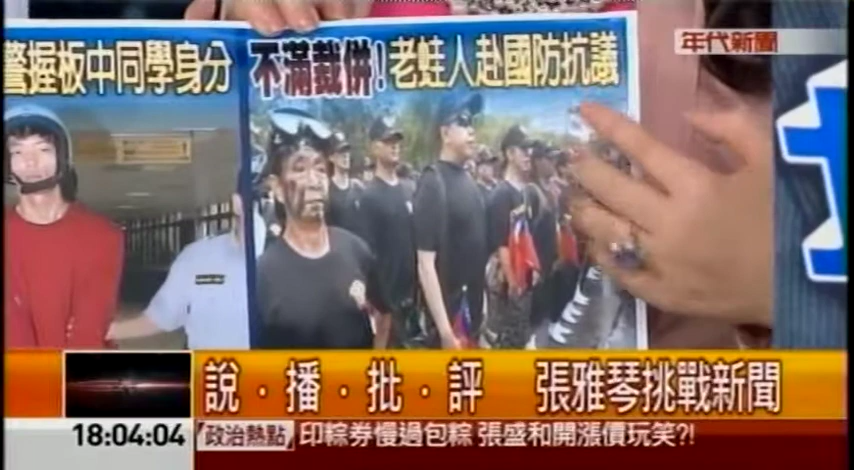 警握板中同學身分
不滿裁併!老蛙人赴國防抗議
年代新聞
說·播·批·評 張雅琴挑戰新聞
18:04:04
政治熱點
印粽券慢過包粽 張盛和開漲價玩笑?!